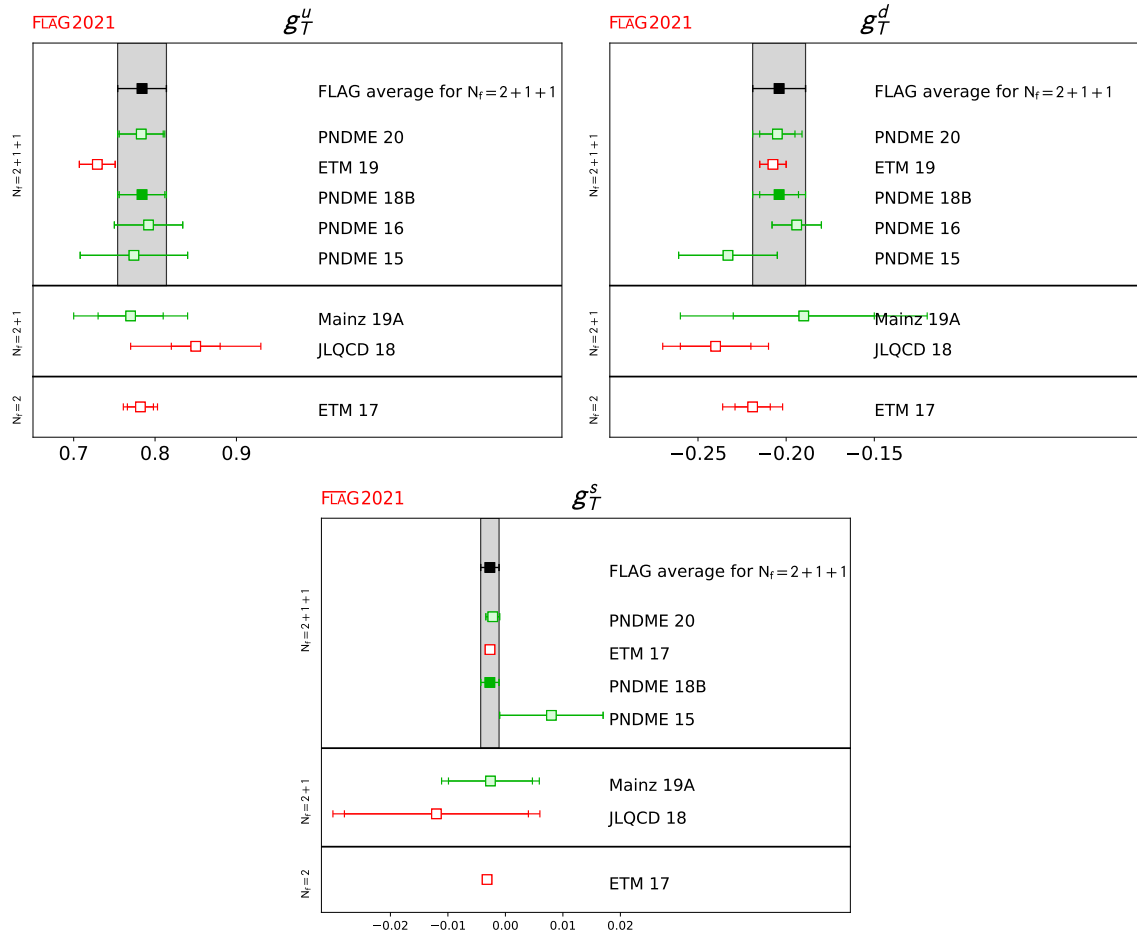 FLAG2021
g_T^u
N_f=2+1+1
FLAG average for N_f=2+1+1
PNDME 20
ETM 19
PNDME 18B
PNDME 16
PNDME 15
N_f=2+1
Mainz 19A
JLQCD 18
N_f=2
ETM 17
0.7 0.8 0.9
FLAG2021
g_T^d
N_f=2+1+1
FLAG average for N_f=2+1+1
PNDME 20
ETM 19
PNDME 18B
PNDME 16
PNDME 15
N_f=2+1
Mainz 19A
JLQCD 18
N_f=2
ETM 17
−0.25 −0.20 −0.15
FLAG2021
g_T^s
N_f=2+1+1
FLAG average for N_f=2+1+1
PNDME 20
ETM 17
PNDME 18B
PNDME 15
N_f=2+1
Mainz 19A
JLQCD 18
N_f=2
ETM 17
−0.02 −0.01 0.00 0.01 0.02